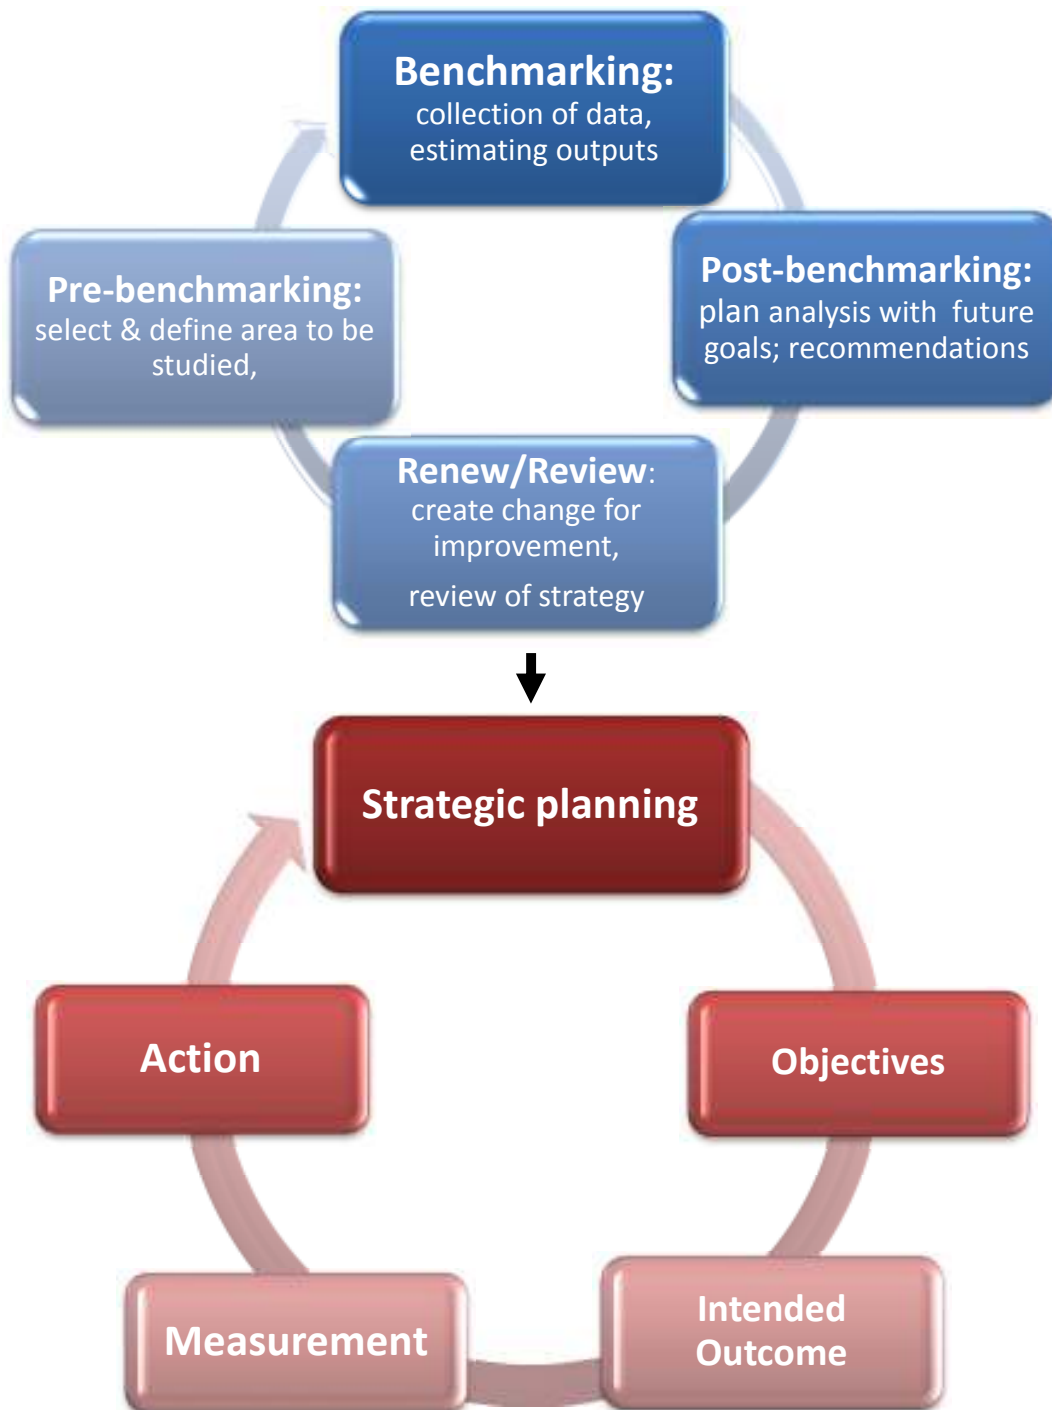 Benchmarking:
collection of data,
estimating outputs
Pre-benchmarking:
select & define area to be
studied,
Post-benchmarking:
plan analysis with future
goals; recommendations
Renew/Review:
create change for
improvement,
review of strategy
Strategic planning
Action
Objectives
Measurement
Intended
Outcome